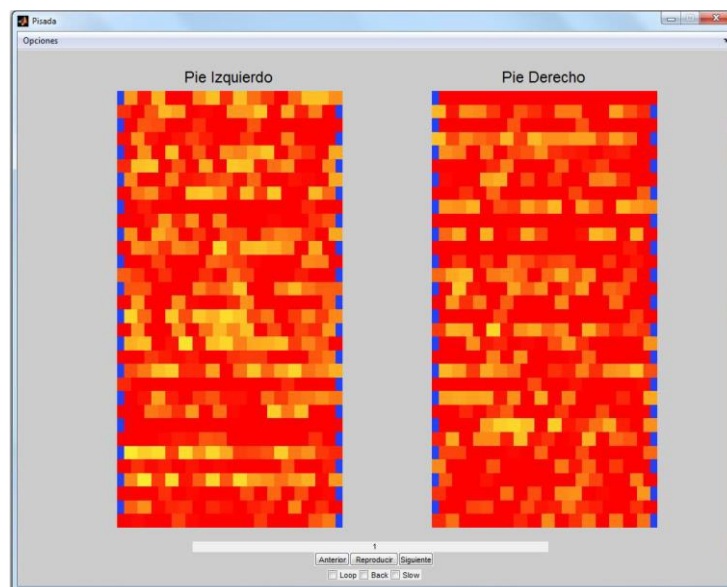 Pisada
Opciones
Pie Izquierdo
Pie Derecho
1
Anterior Reproducir Siguiente
Loop Back Slow